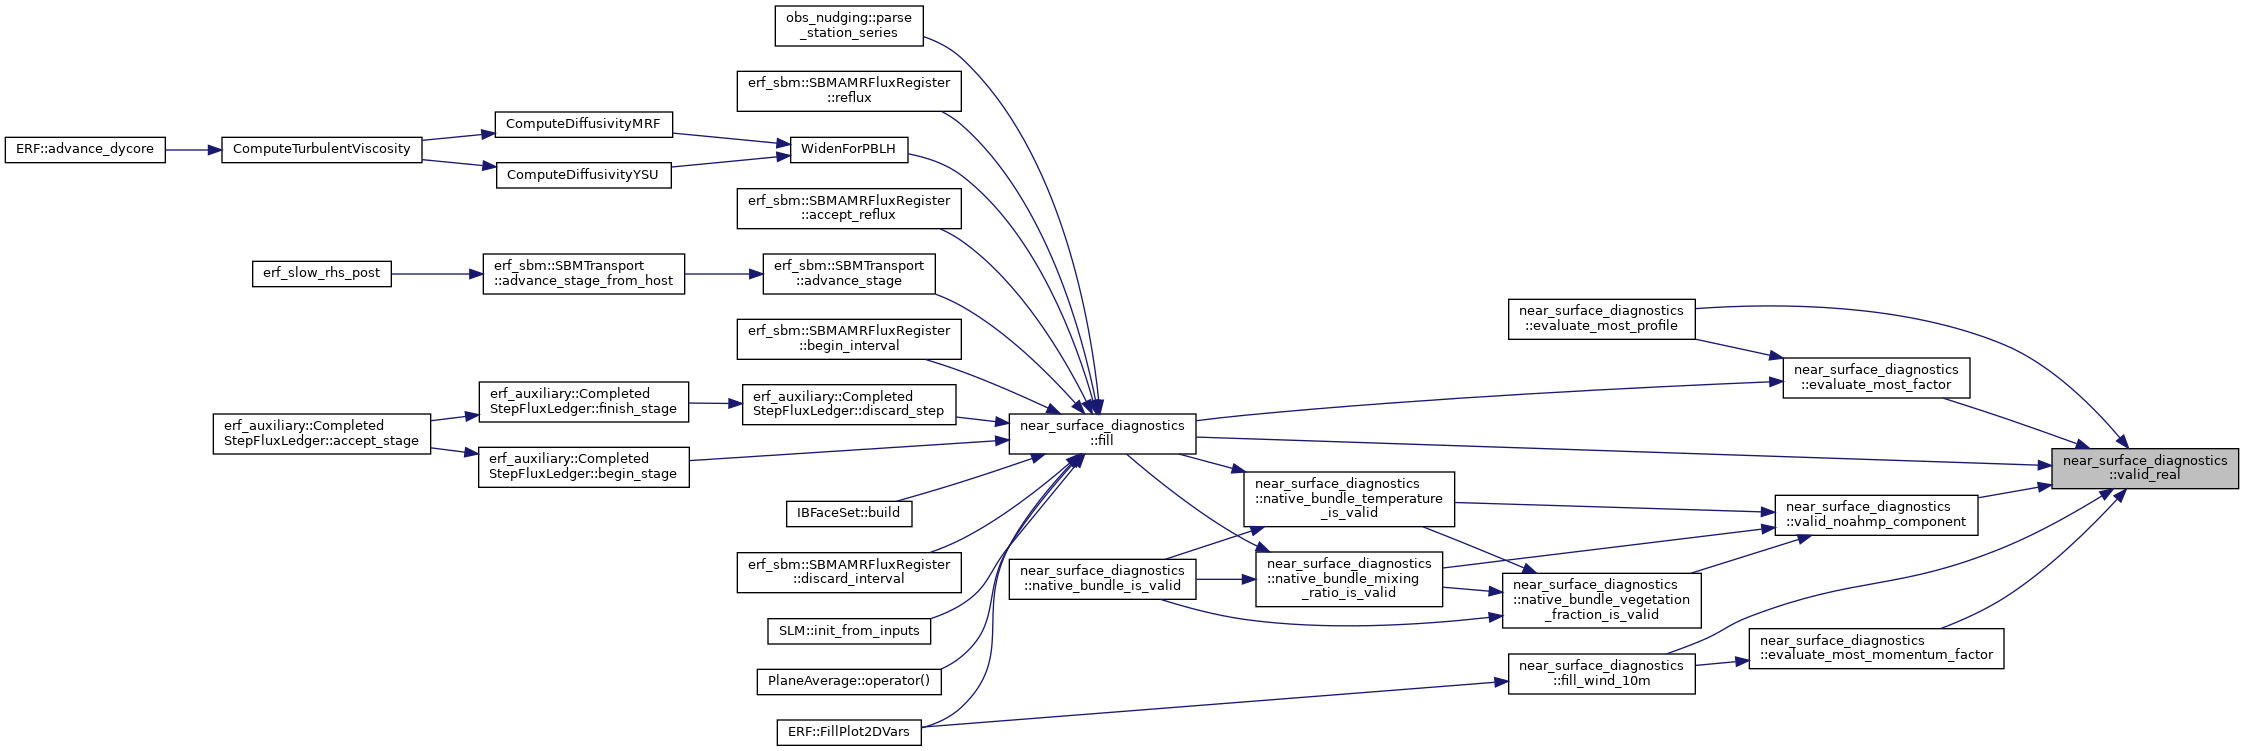 obs_nudging::parse
_station_series
erf_sbm::SBMAMRFluxRegister
::reflux
ComputeDiffusivityMRF
ERF::advance_dycore
ComputeTurbulentViscosity
WidenForPBLH
ComputeDiffusivityYSU
erf_sbm::SBMAMRFluxRegister
::accept_reflux
erf_slow_rhs_post
erf_sbm::SBMTransport
::advance_stage_from_host
erf_sbm::SBMTransport
::advance_stage
erf_sbm::SBMAMRFluxRegister
::begin_interval
erf_auxiliary::Completed
StepFluxLedger::accept_stage
erf_auxiliary::Completed
StepFluxLedger::finish_stage
erf_auxiliary::Completed
StepFluxLedger::discard_step
erf_auxiliary::Completed
StepFluxLedger::begin_stage
IBFaceSet::build
erf_sbm::SBMAMRFluxRegister
::discard_interval
SLM::init_from_inputs
PlaneAverage::operator()
ERF::FillPlot2DVars
near_surface_diagnostics
::fill
near_surface_diagnostics
::native_bundle_is_valid
near_surface_diagnostics
::native_bundle_temperature
_is_valid
near_surface_diagnostics
::native_bundle_mixing
_ratio_is_valid
near_surface_diagnostics
::evaluate_most_profile
near_surface_diagnostics
::native_bundle_vegetation
_fraction_is_valid
near_surface_diagnostics
::fill_wind_10m
near_surface_diagnostics
::evaluate_most_factor
near_surface_diagnostics
::valid_noahmp_component
near_surface_diagnostics
::evaluate_most_momentum_factor
near_surface_diagnostics
::valid_real